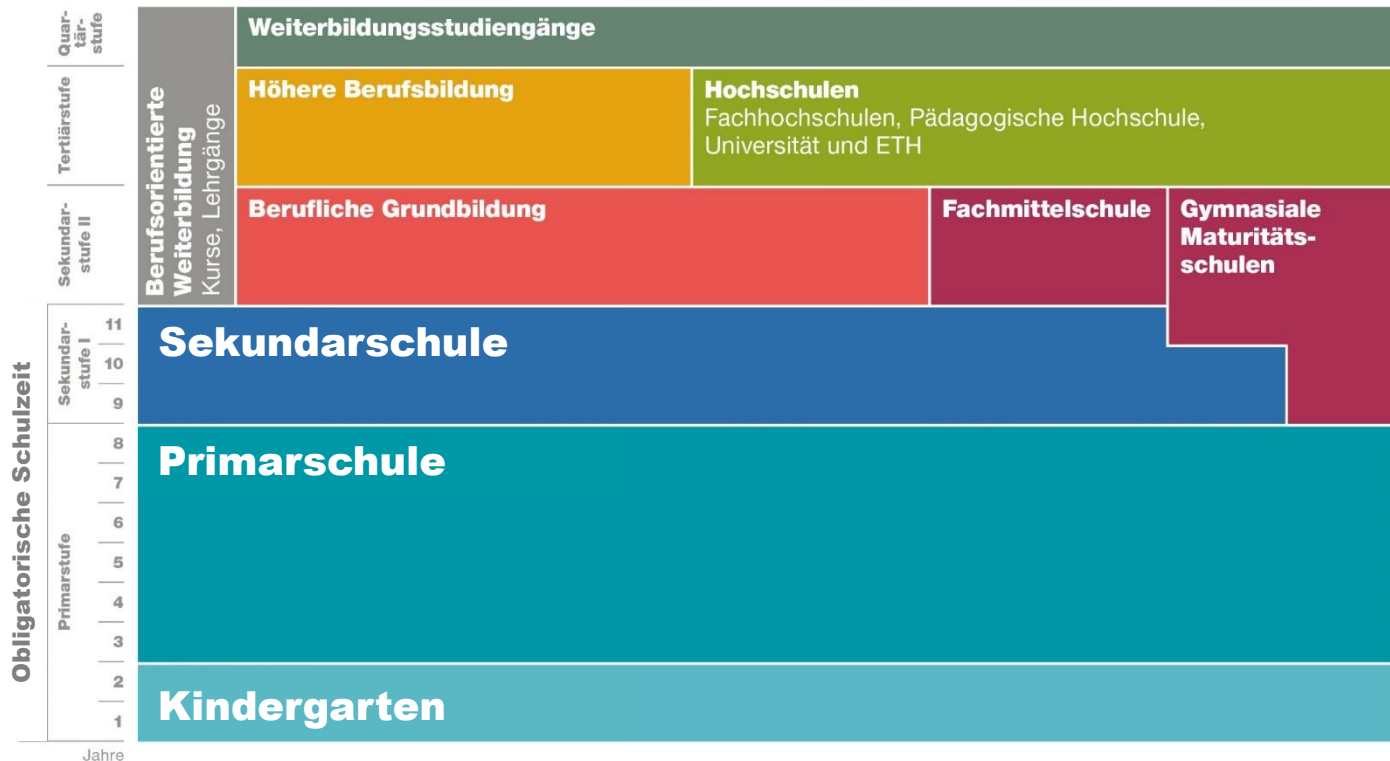 Quar-
tär-
stufe
Weiterbildungsstudiengänge
Tertiärstufe
Berufsorientierte
Weiterbildung
Kurse, Lehrgänge
Höhere Berufsbildung
Hochschulen
Fachhochschulen, Pädagogische Hochschule,
Universität und ETH
Sekundar-
stufe II
Berufliche Grundbildung
Fachmittelschule
Gymnasiale
Maturitäts-
schulen
Obligatorische Schulzeit
Sekundar-
stufe I
11
10
9
Sekundarschule
Primarstufe
8
7
6
5
4
3
2
1
Primarschule
Kindergarten
Jahre